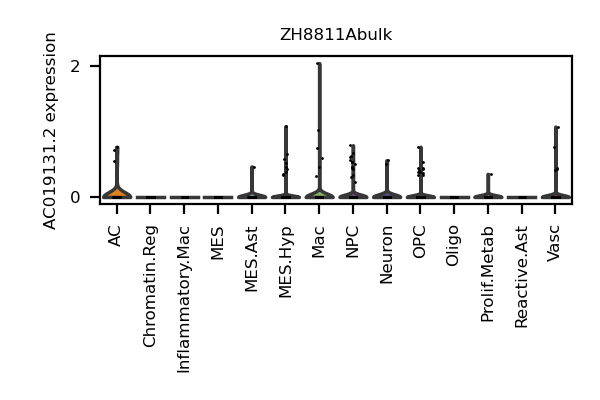 ZH8811Abulk
AC019131.2 expression
2
0
AC
Chromatin.Reg
Inflammatory.Mac
MES
MES.Ast
MES.Hyp
Mac
NPC
Neuron
OPC
Oligo
Prolif.Metab
Reactive.Ast
Vasc